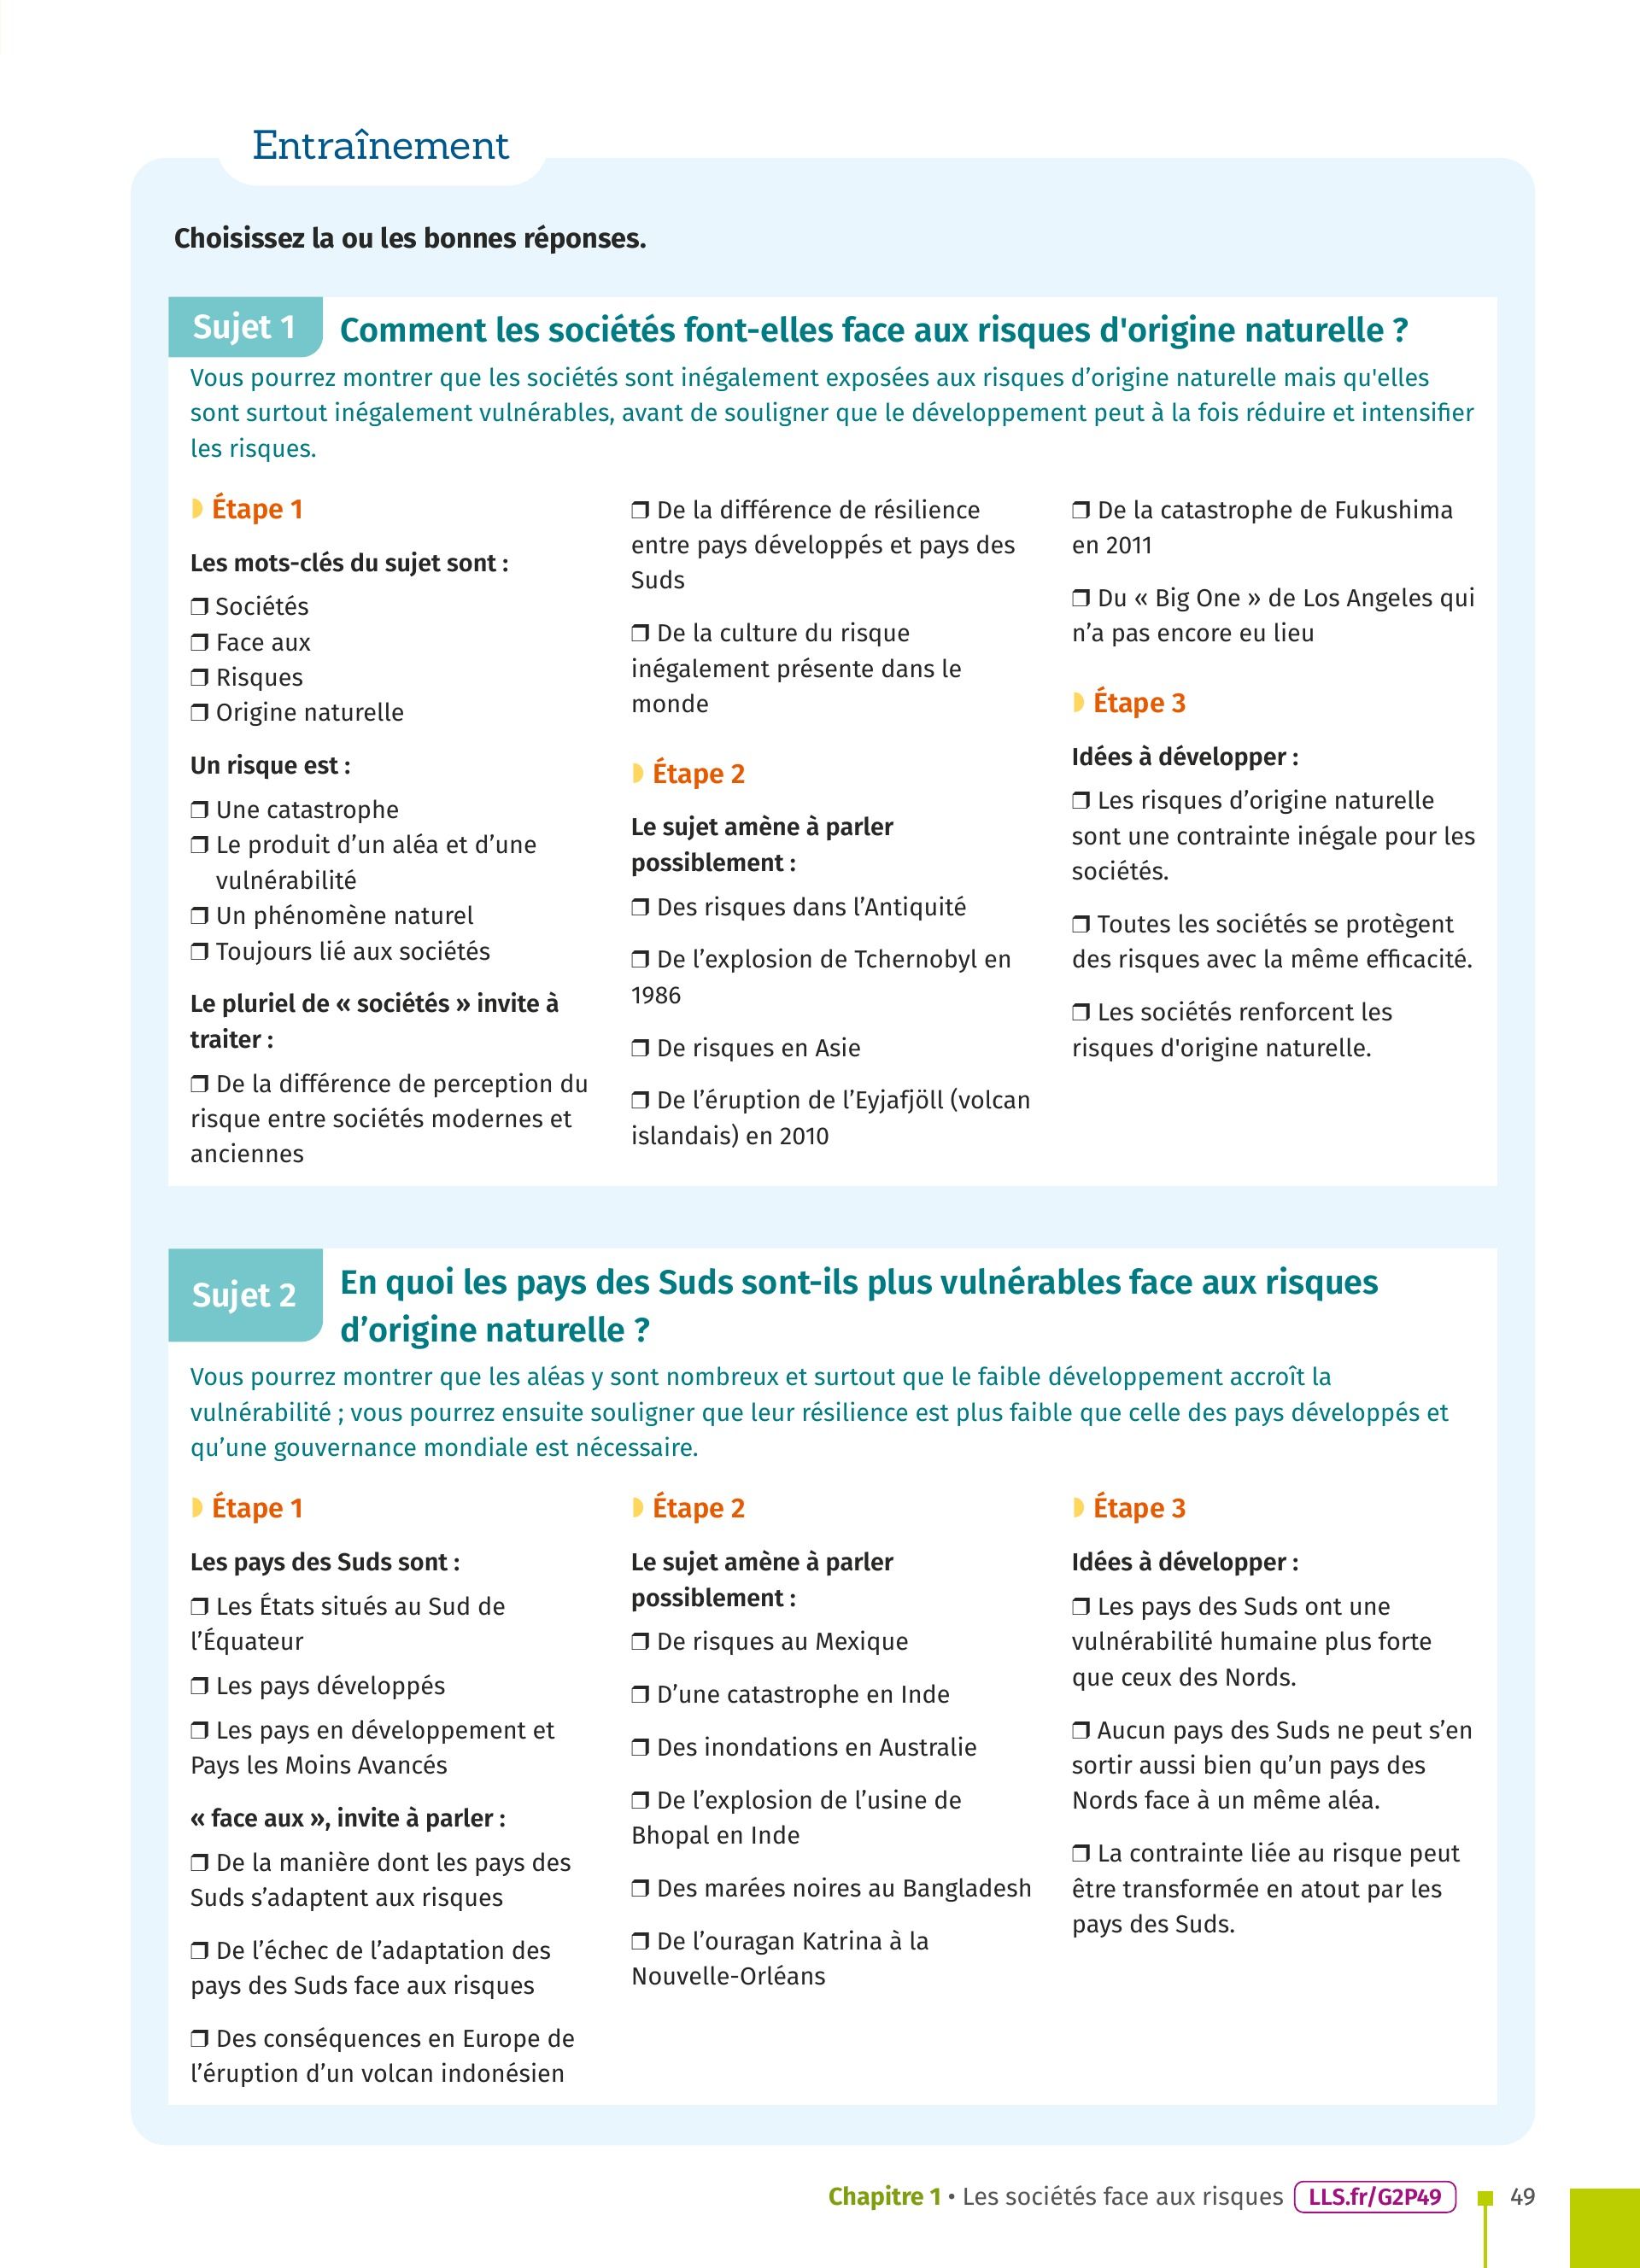 Entraînement
Choisissez la ou les bonnes réponses.
Sujet 1
Comment les sociétés font-elles face aux risques d'origine naturelle ?
Vous pourrez montrer que les sociétés sont inégalement exposées aux risques d’origine naturelle mais qu'elles
sont surtout inégalement vulnérables, avant de souligner que le développement peut à la fois réduire et intensifier
les risques.
Étape 1
Les mots-clés du sujet sont :
❒ Sociétés
❒ Face aux
❒ Risques
❒ Origine naturelle
Un risque est :
❒ Une catastrophe
❒ Le produit d’un aléa et d’une
vulnérabilité
❒ Un phénomène naturel
❒ Toujours lié aux sociétés
Le pluriel de « sociétés » invite à
traiter :
❒ De la différence de perception du
risque entre sociétés modernes et
anciennes
❒ De la différence de résilience
entre pays développés et pays des
Suds
❒ De la culture du risque
inégalement présente dans le
monde
Étape 2
Le sujet amène à parler
possiblement :
❒ Des risques dans l’Antiquité
❒ De l’explosion de Tchernobyl en
1986
❒ De risques en Asie
❒ De l’éruption de l’Eyjafjöll (volcan
islandais) en 2010
❒ De la catastrophe de Fukushima
en 2011
❒ Du « Big One » de Los Angeles qui
n’a pas encore eu lieu
Étape 3
Idées à développer :
❒ Les risques d’origine naturelle
sont une contrainte inégale pour les
sociétés.
❒ Toutes les sociétés se protègent
des risques avec la même efficacité.
❒ Les sociétés renforcent les
risques d'origine naturelle.
Sujet 2
En quoi les pays des Suds sont-ils plus vulnérables face aux risques
d’origine naturelle ?
Vous pourrez montrer que les aléas y sont nombreux et surtout que le faible développement accroît la
vulnérabilité ; vous pourrez ensuite souligner que leur résilience est plus faible que celle des pays développés et
qu’une gouvernance mondiale est nécessaire.
Étape 1
Les pays des Suds sont :
❒ Les États situés au Sud de
l’Équateur
❒ Les pays développés
❒ Les pays en développement et
Pays les Moins Avancés
« face aux », invite à parler :
❒ De la manière dont les pays des
Suds s’adaptent aux risques
❒ De l’échec de l’adaptation des
pays des Suds face aux risques
❒ Des conséquences en Europe de
l’éruption d’un volcan indonésien
Étape 2
Le sujet amène à parler
possiblement :
❒ De risques au Mexique
❒ D’une catastrophe en Inde
❒ Des inondations en Australie
❒ De l’explosion de l’usine de
Bhopal en Inde
❒ Des marées noires au Bangladesh
❒ De l’ouragan Katrina à la
Nouvelle-Orléans
Étape 3
Idées à développer :
❒ Les pays des Suds ont une
vulnérabilité humaine plus forte
que ceux des Nords.
❒ Aucun pays des Suds ne peut s’en
sortir aussi bien qu’un pays des
Nords face à un même aléa.
❒ La contrainte liée au risque peut
être transformée en atout par les
pays des Suds.
Chapitre 1 • Les sociétés face aux risques LLS.fr/G2P49 49